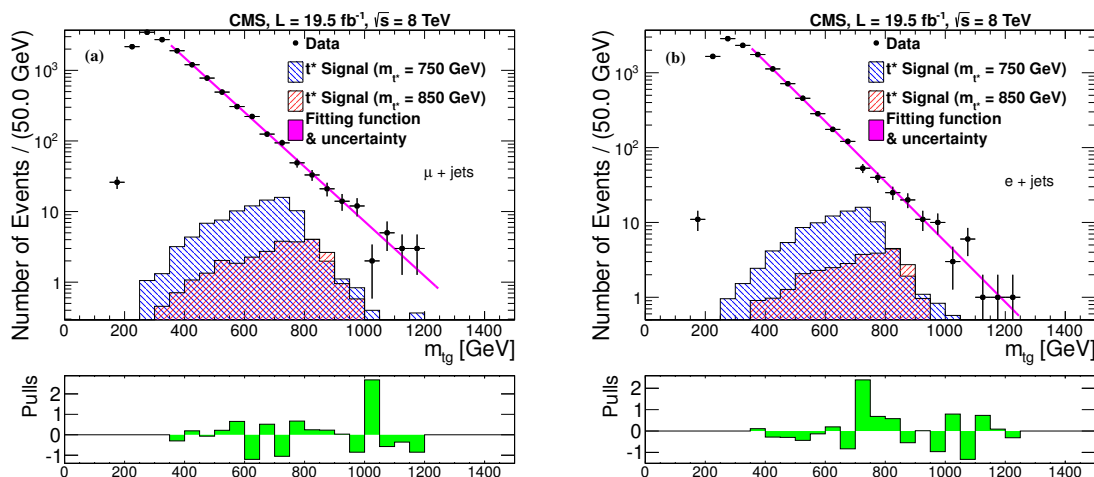 CMS, L = 19.5 fb⁻¹, √s = 8 TeV
(a)
Number of Events / (50.0 GeV)
10³
10²
10
1
Data
t* Signal (m_t* = 750 GeV)
t* Signal (m_t* = 850 GeV)
Fitting function
& uncertainty
μ + jets
0 200 400 600 800 1000 1200 1400
m_tg [GeV]
Pulls
2
1
0
-1
0 200 400 600 800 1000 1200 1400
CMS, L = 19.5 fb⁻¹, √s = 8 TeV
(b)
Number of Events / (50.0 GeV)
10³
10²
10
1
Data
t* Signal (m_t* = 750 GeV)
t* Signal (m_t* = 850 GeV)
Fitting function
& uncertainty
e + jets
0 200 400 600 800 1000 1200 1400
m_tg [GeV]
Pulls
2
1
0
-1
0 200 400 600 800 1000 1200 1400